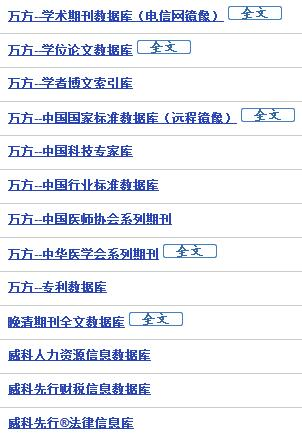 万方--学术期刊数据库（电信网镜像） 全文
万方--学位论文数据库 全文
万方--学者博文索引库
万方--中国国家标准数据库（远程镜像） 全文
万方--中国科技专家库
万方--中国行业标准数据库
万方--中国医师协会系列期刊
万方--中华医学会系列期刊 全文
万方--专利数据库
晚清期刊全文数据库 全文
威科人力资源信息数据库
威科先行财税信息数据库
威科先行®法律信息库